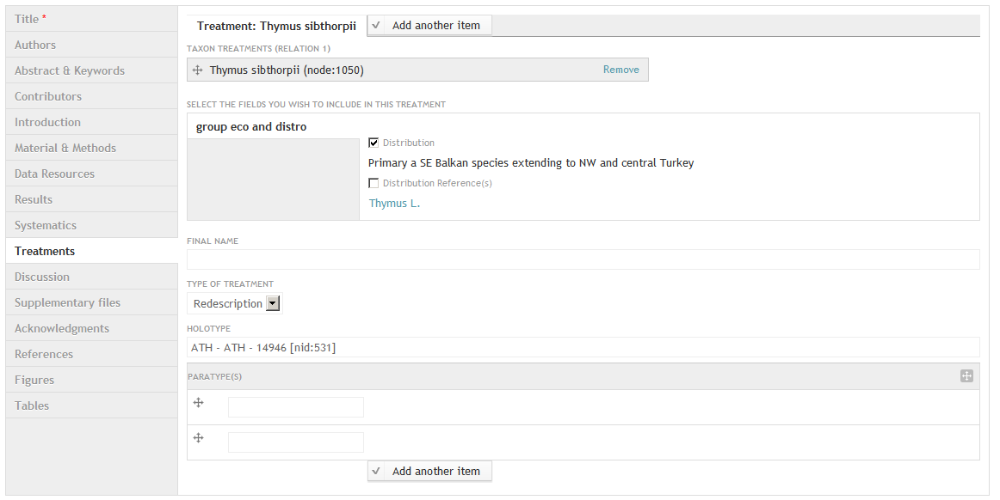 Title *
Authors
Abstract & Keywords
Contributors
Introduction
Material & Methods
Data Resources
Results
Systematics
Treatments
Discussion
Supplementary files
Acknowledgments
References
Figures
Tables
Treatment: Thymus sibthorpii
Add another item
TAXON TREATMENTS (RELATION 1)
Thymus sibthorpii (node:1050) Remove
SELECT THE FIELDS YOU WISH TO INCLUDE IN THIS TREATMENT
group eco and distro
Distribution
Primary a SE Balkan species extending to NW and central Turkey
Distribution Reference(s)
Thymus L.
FINAL NAME
TYPE OF TREATMENT
Redescription
HOLOTYPE
ATH - ATH - 14946 [nid:531]
PARATYPE(S)
Add another item